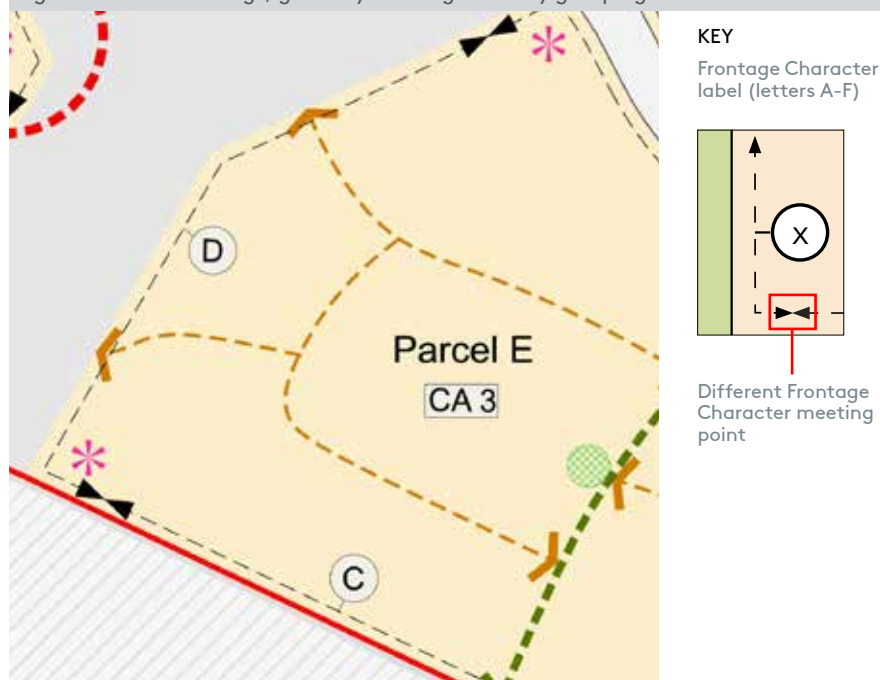 KEY
Frontage Character
label (letters A-F)
D
X
Parcel E
CA 3
Different Frontage
Character meeting
point
C